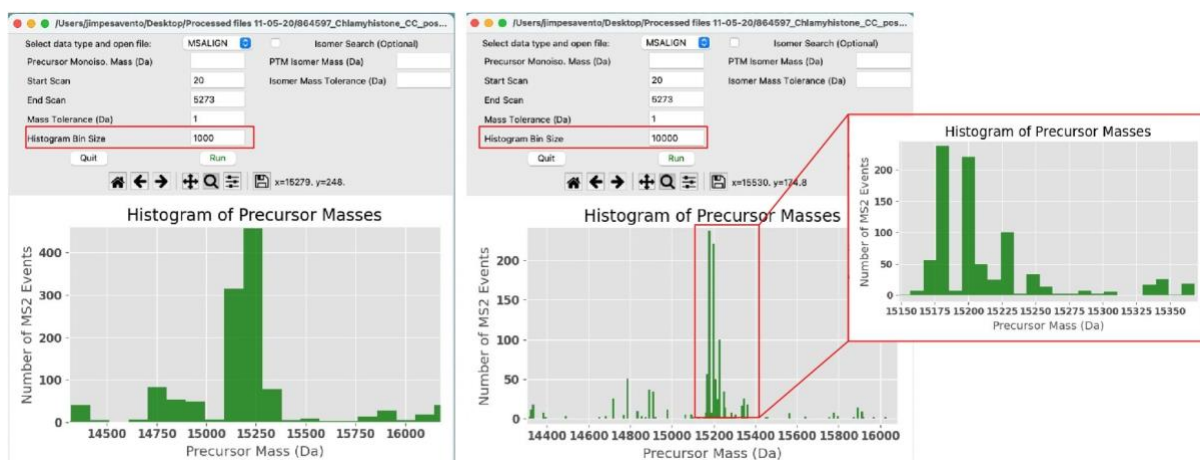 /Users/jimpesavento/Desktop/Processed files 11-05-20/864597_Chlamyhistone_CC_pos...
Select data type and open file: MSALIGN Isomer Search (Optional)
Precursor Monoiso. Mass (Da) PTM Isomer Mass (Da)
Start Scan 20 Isomer Mass Tolerance (Da)
End Scan 5273
Mass Tolerance (Da) 1
Histogram Bin Size 1000
Quit Run
x=15279. y=248.
Histogram of Precursor Masses
Number of MS2 Events
400
300
200
100
0
14500 14750 15000 15250 15500 15750 16000
Precursor Mass (Da)
/Users/jimpesavento/Desktop/Processed files 11-05-20/864597_Chlamyhistone_CC_pos...
Select data type and open file: MSALIGN Isomer Search (Optional)
Precursor Monoiso. Mass (Da) PTM Isomer Mass (Da)
Start Scan 20 Isomer Mass Tolerance (Da)
End Scan 5273
Mass Tolerance (Da) 1
Histogram Bin Size 10000
Quit Run
x=15530. y=174.8
Histogram of Precursor Masses
Number of MS2 Events
200
150
100
50
0
14400 14600 14800 15000 15200 15400 15600 15800 16000
Precursor Mass (Da)
Histogram of Precursor Masses
Number of MS2 Events
200
150
100
50
0
15150 15175 15200 15225 15250 15275 15300 15325 15350
Precursor Mass (Da)